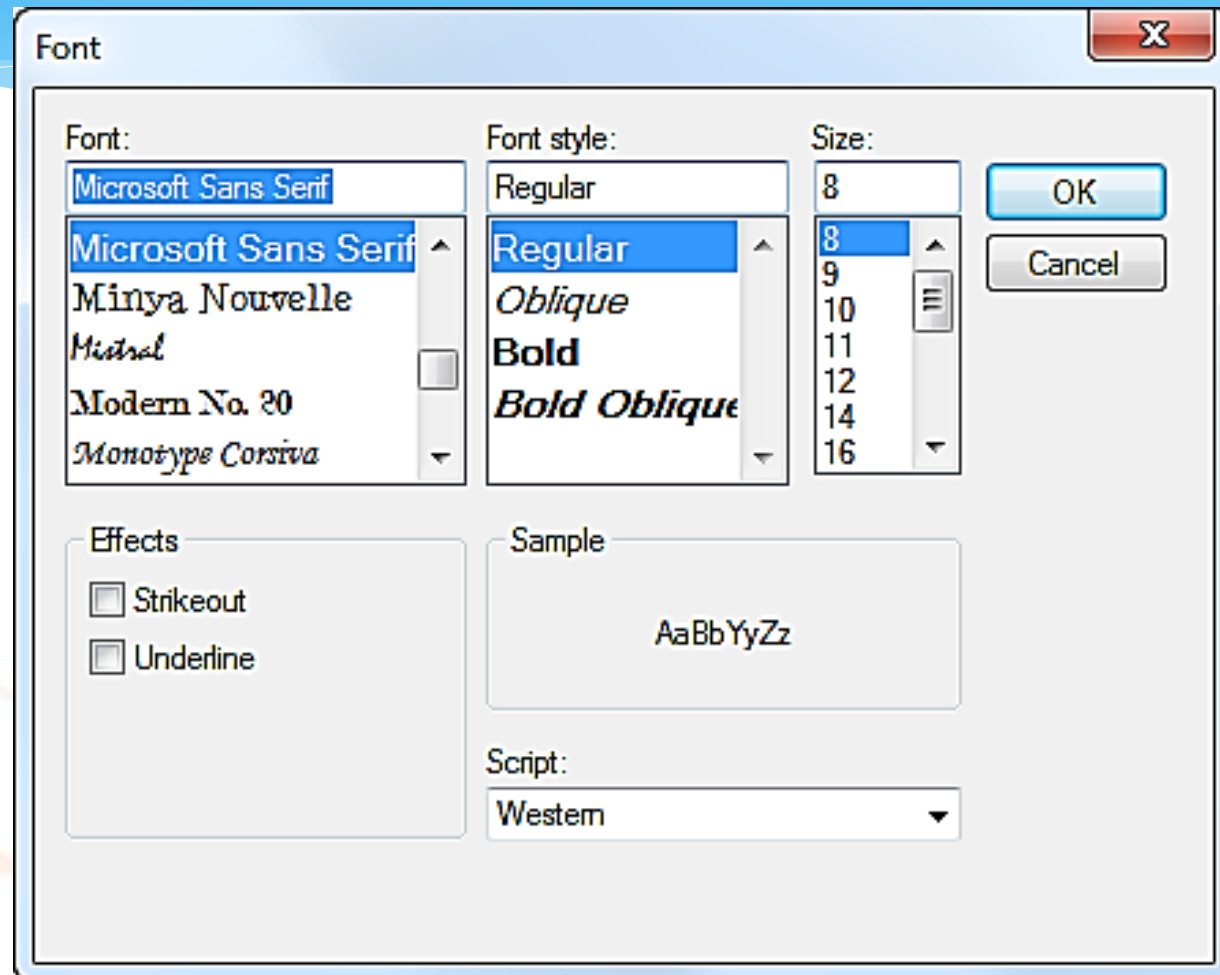 Font
Font:
Font style:
Size:
Microsoft Sans Serif
Regular
8
OK
Cancel
Microsoft Sans Serif
Minya Nouvelle
Mistral
Modern No. 20
Monotype Corsiva
Regular
Oblique
Bold
Bold Oblique
8
9
10
11
12
14
16
Effects
Strikeout
Underline
Sample
AaBbYyZz
Script:
Western